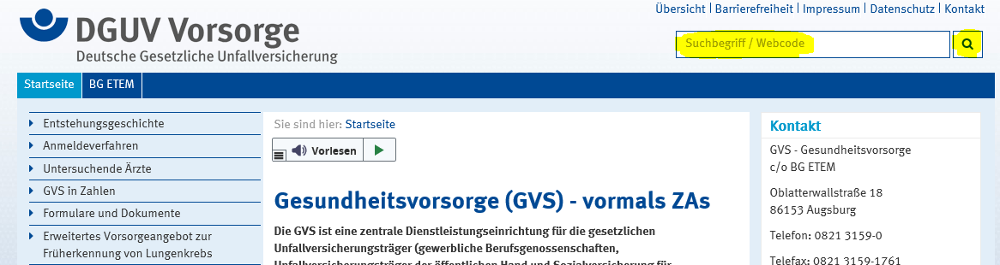 Übersicht | Barrierefreiheit | Impressum | Datenschutz | Kontakt
DGUV Vorsorge
Deutsche Gesetzliche Unfallversicherung
Suchbegriff / Webcode
Startseite
BG ETEM
Entstehungsgeschichte
Anmeldeverfahren
Untersuchende Ärzte
GVS in Zahlen
Formulare und Dokumente
Erweitertes Vorsorgeangebot zur
Früherkennung von Lungenkrebs
Sie sind hier: Startseite
Vorlesen
Gesundheitsvorsorge (GVS) - vormals ZAs
Die GVS ist eine zentrale Dienstleistungseinrichtung für die gesetzlichen
Unfallversicherungsträger (gewerbliche Berufsgenossenschaften,
Unfallversicherungsträger der öffentlichen Hand und Sozialversicherung für
Kontakt
GVS - Gesundheitsvorsorge
c/o BG ETEM
Oblatterwallstraße 18
86153 Augsburg
Telefon: 0821 3159-0
Telefax: 0821 3159-1761